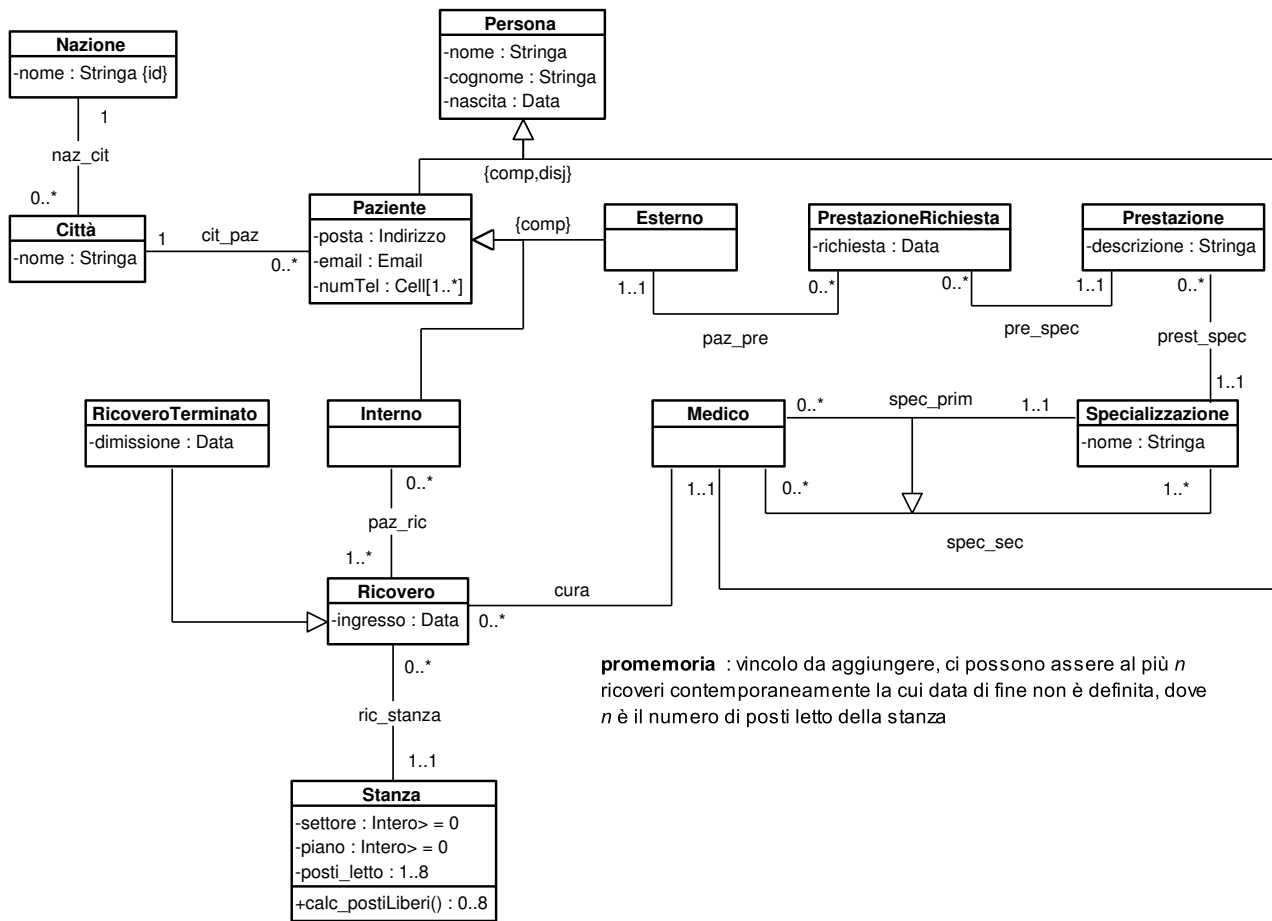 Persona
-nome : Stringa
-cognome : Stringa
-nascita : Data
Nazione
-nome : Stringa {id}
1
naz_cit
0..*
Città
-nome : Stringa
1
cit_paz
0..*
{comp,disj}
Paziente
-posta : Indirizzo
-email : Email
-numTel : Cell[1..*]
{comp}
Esterno
1..1
paz_pre
0..*
PrestazioneRichiesta
-richiesta : Data
0..*
pre_spec
1..1
Prestazione
-descrizione : Stringa
0..*
prest_spec
1..1
RicoveroTerminato
-dimissione : Data
Interno
0..*
paz_ric
1..*
Medico
0..*
spec_prim
1..1
Specializzazione
-nome : Stringa
1..1
0..*
1..*
spec_sec
Ricovero
-ingresso : Data
cura
0..*
0..*
ric_stanza
1..1
promemoria : vincolo da aggiungere, ci possono assere al più n
ricoveri contemporaneamente la cui data di fine non è definita, dove
n è il numero di posti letto della stanza
Stanza
-settore : Intero> = 0
-piano : Intero> = 0
-posti_letto : 1..8
+calc_postiLiberi() : 0..8